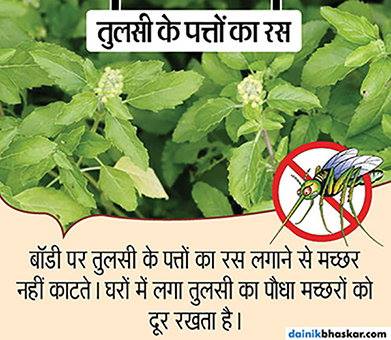 तुलसी के पत्तों का रस
बॉडी पर तुलसी के पत्तों का रस लगाने से मच्छर
नहीं काटते। घरों में लगा तुलसी का पौधा मच्छरों को
दूर रखता है।
dainikbhaskar.com